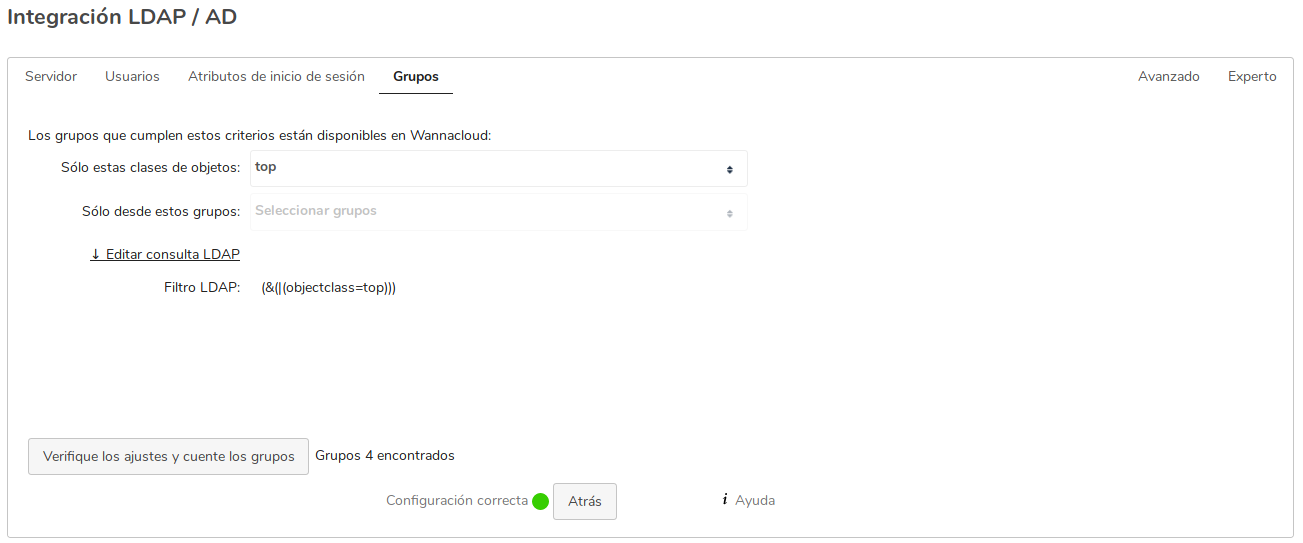 Integración LDAP / AD
Servidor Usuarios Atributos de inicio de sesión Grupos Avanzado Experto
Los grupos que cumplen estos criterios están disponibles en Wannacloud:
Sólo estas clases de objetos: top
Sólo desde estos grupos: Seleccionar grupos
↓ Editar consulta LDAP
Filtro LDAP: (&(|(objectclass=top)))
Verifique los ajustes y cuente los grupos Grupos 4 encontrados
Configuración correcta Atrás i Ayuda